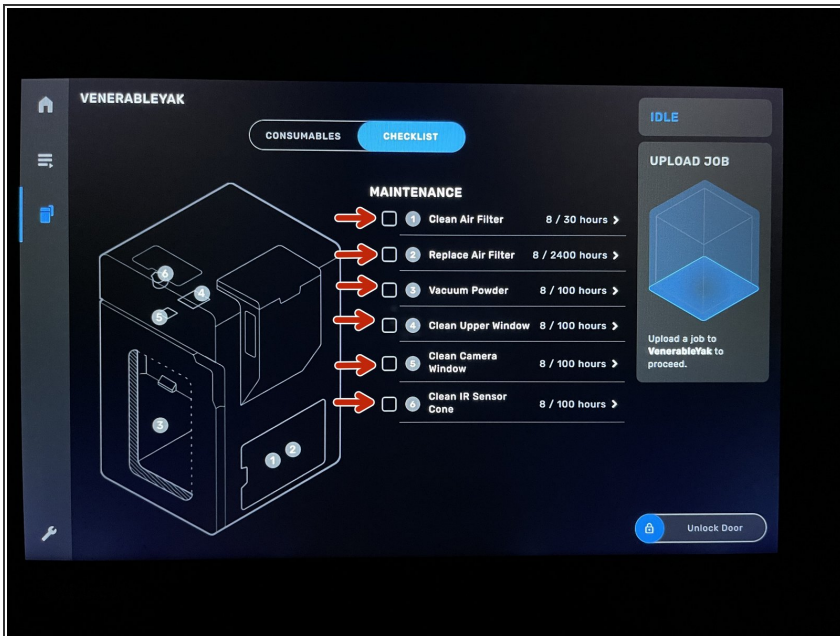 VENERABLEYAK
CONSUMABLES
CHECKLIST
MAINTENANCE
1 Clean Air Filter 8 / 30 hours >
2 Replace Air Filter 8 / 2400 hours >
3 Vacuum Powder 8 / 100 hours >
4 Clean Upper Window 8 / 100 hours >
5 Clean Camera
Window 8 / 100 hours >
6 Clean IR Sensor
Cone 8 / 100 hours >
6
4
5
3
1
2
IDLE
UPLOAD JOB
Upload a job to
VenerableYak to
proceed.
Unlock Door